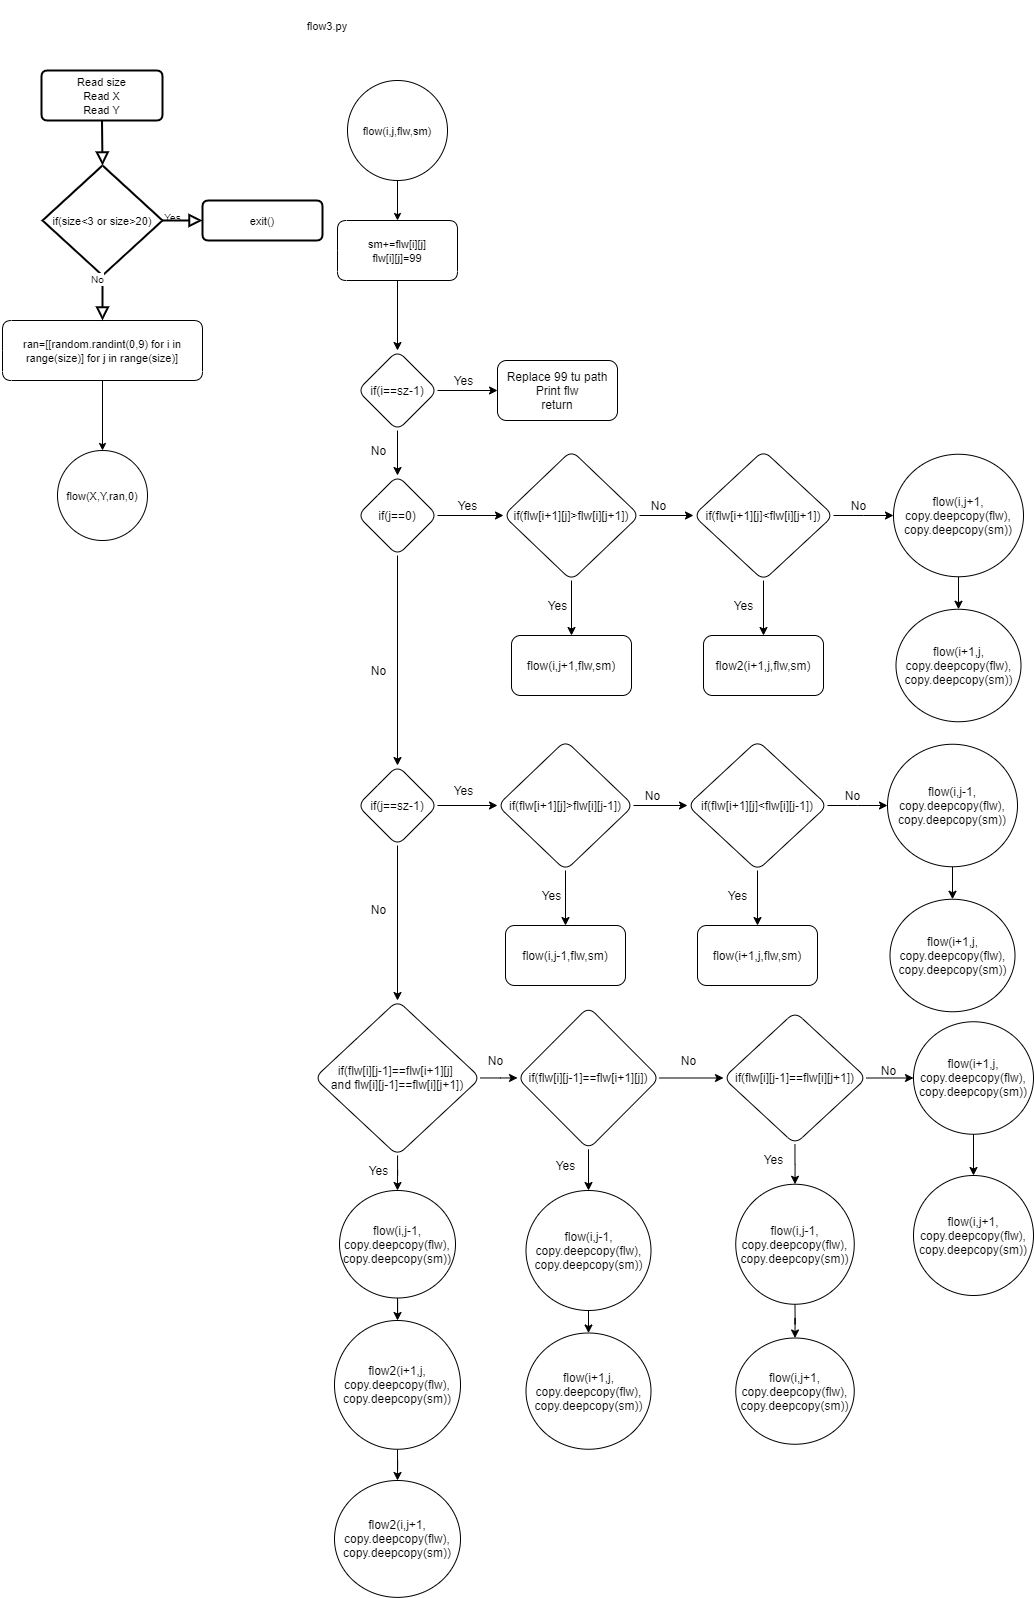 flow3.py
Read size
Read X
Read Y
if(size<3 or size>20)
Yes
exit()
No
ran=[[random.randint(0,9) for i in
range(size)] for j in range(size)]
flow(X,Y,ran,0)
flow(i,j,flw,sm)
sm+=flw[i][j]
flw[i][j]=99
if(i==sz-1)
Yes
Replace 99 tu path
Print flw
return
No
if(j==0)
Yes
if(flw[i+1][j]>flw[i][j+1])
No
if(flw[i+1][j]<flw[i][j+1])
No
flow(i,j+1,
copy.deepcopy(flw),
copy.deepcopy(sm))
Yes
flow(i,j+1,flw,sm)
Yes
flow2(i+1,j,flw,sm)
flow(i+1,j,
copy.deepcopy(flw),
copy.deepcopy(sm))
No
if(j==sz-1)
Yes
if(flw[i+1][j]>flw[i][j-1])
No
if(flw[i+1][j]<flw[i][j-1])
No
flow(i,j-1,
copy.deepcopy(flw),
copy.deepcopy(sm))
Yes
flow(i,j-1,flw,sm)
Yes
flow(i+1,j,flw,sm)
flow(i+1,j,
copy.deepcopy(flw),
copy.deepcopy(sm))
No
if(flw[i][j-1]==flw[i+1][j]
and flw[i][j-1]==flw[i][j+1])
No
if(flw[i][j-1]==flw[i+1][j])
No
if(flw[i][j-1]==flw[i][j+1])
No
flow(i+1,j,
copy.deepcopy(flw),
copy.deepcopy(sm))
Yes
flow(i,j-1,
copy.deepcopy(flw),
copy.deepcopy(sm))
Yes
flow(i,j-1,
copy.deepcopy(flw),
copy.deepcopy(sm))
Yes
flow(i,j-1,
copy.deepcopy(flw),
copy.deepcopy(sm))
flow(i,j+1,
copy.deepcopy(flw),
copy.deepcopy(sm))
flow2(i+1,j,
copy.deepcopy(flw),
copy.deepcopy(sm))
flow(i+1,j,
copy.deepcopy(flw),
copy.deepcopy(sm))
flow(i,j+1,
copy.deepcopy(flw),
copy.deepcopy(sm))
flow2(i,j+1,
copy.deepcopy(flw),
copy.deepcopy(sm))